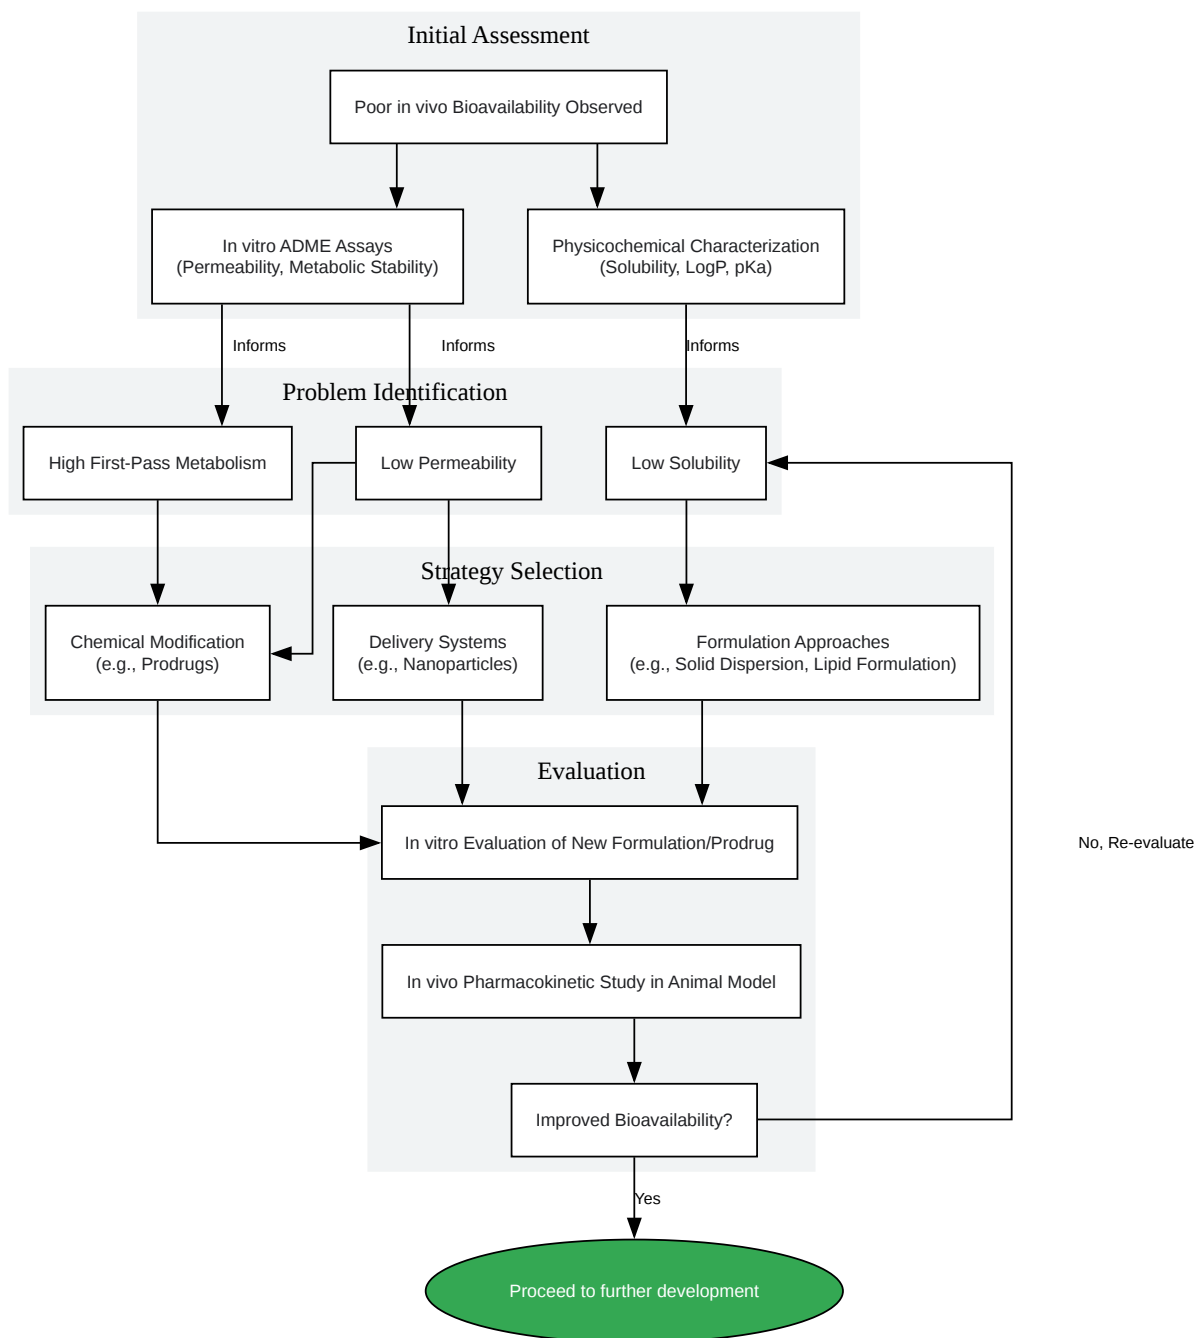 Initial Assessment
Poor in vivo Bioavailability Observed
In vitro ADME Assays
(Permeability, Metabolic Stability)
Physicochemical Characterization
(Solubility, LogP, pKa)
Informs
Informs
Informs
Problem Identification
High First-Pass Metabolism
Low Permeability
Low Solubility
Strategy Selection
Chemical Modification
(e.g., Prodrugs)
Delivery Systems
(e.g., Nanoparticles)
Formulation Approaches
(e.g., Solid Dispersion, Lipid Formulation)
Evaluation
In vitro Evaluation of New Formulation/Prodrug
No, Re-evaluate
In vivo Pharmacokinetic Study in Animal Model
Improved Bioavailability?
Yes
Proceed to further development